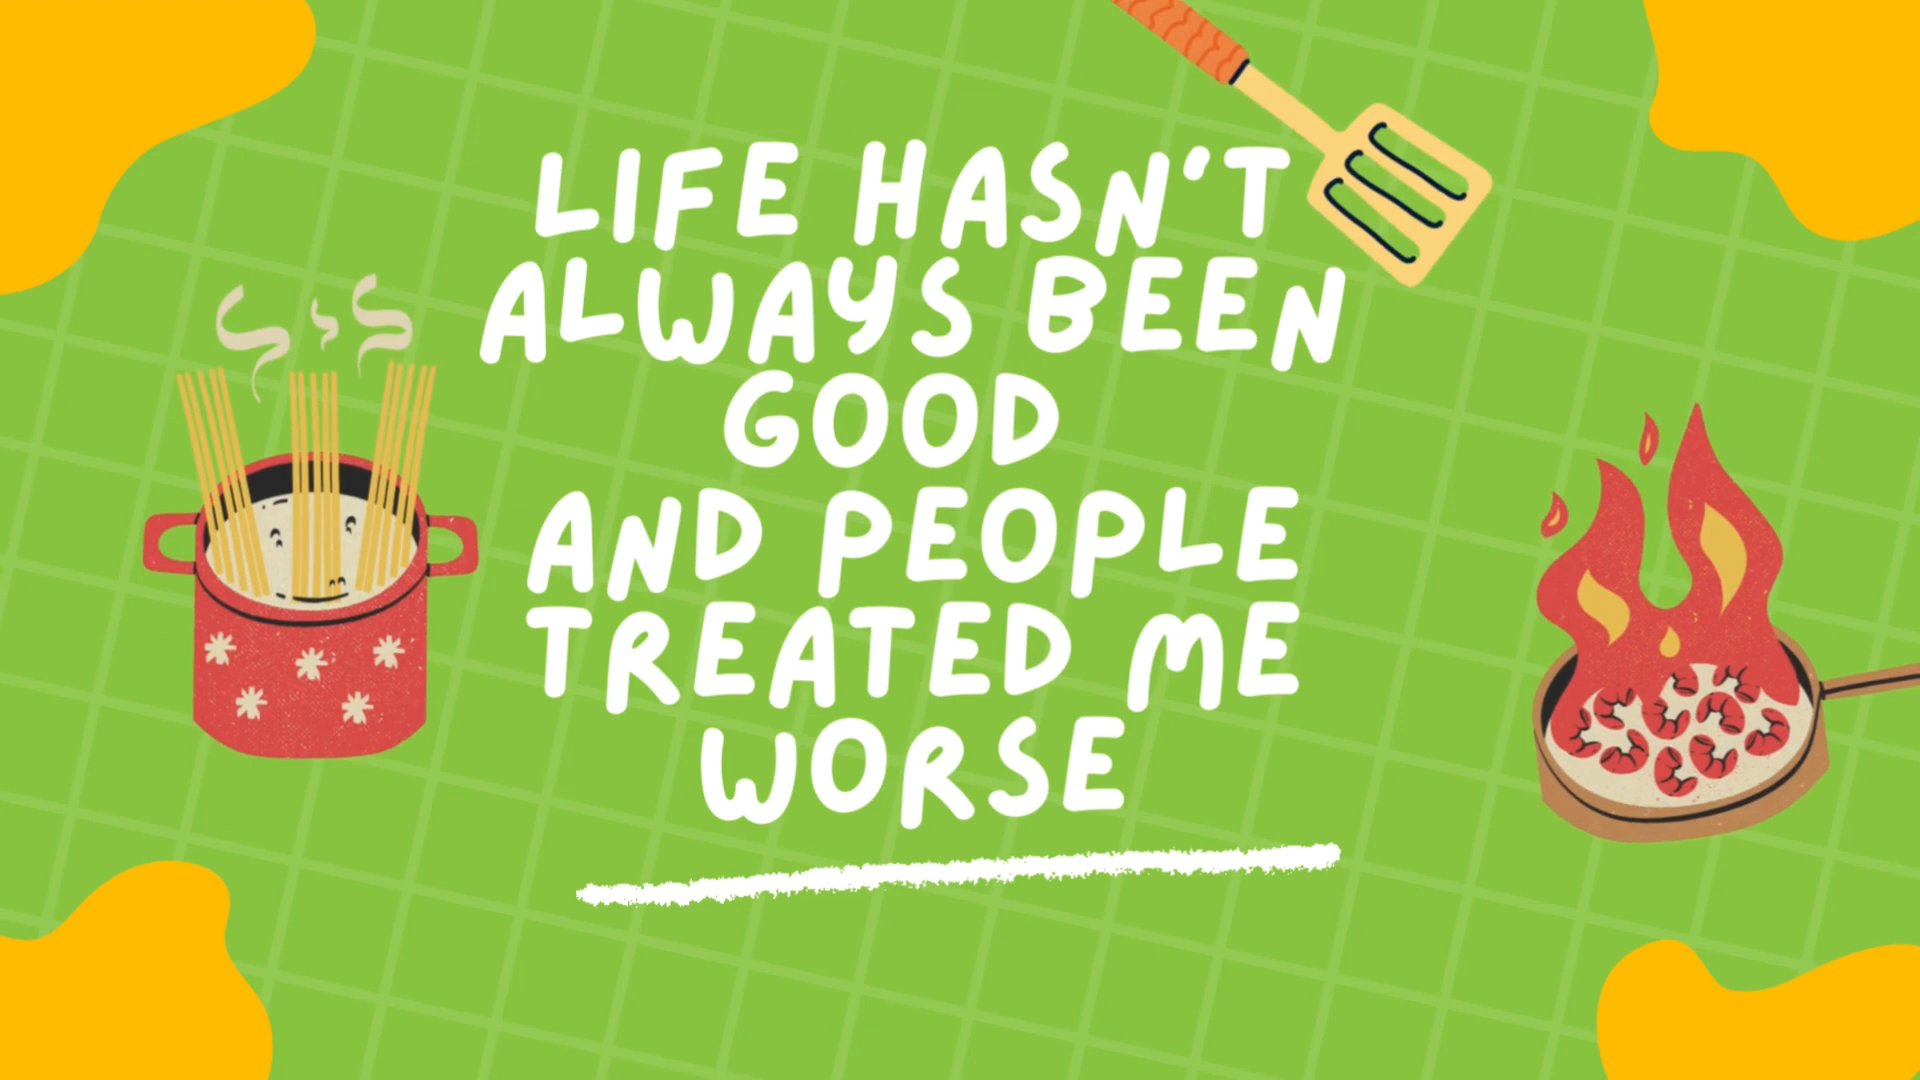 LIFE HASN'T
ALWAYS BEEN
GOOD
AND PEOPLE
TREATED ME
WORSE